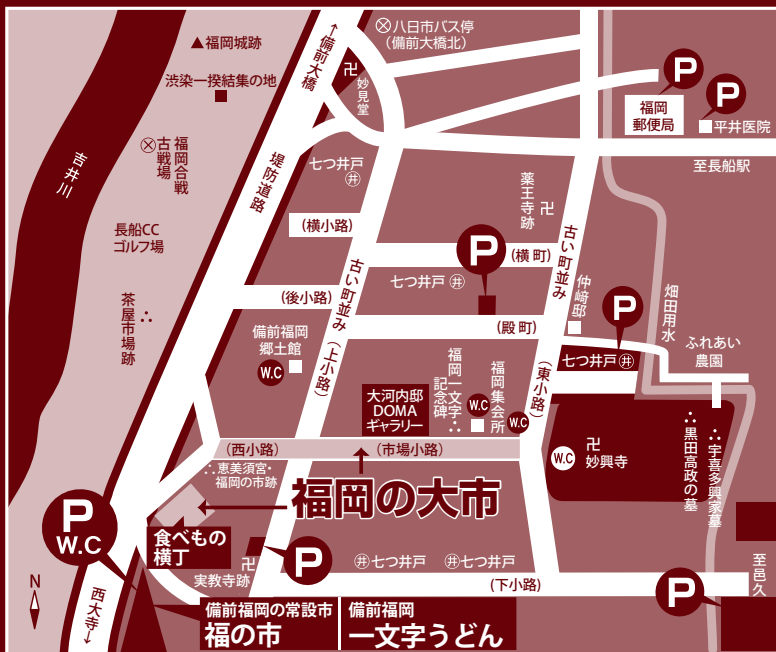 ▲福岡城跡
渋染一揆結集の地
↑備前大橋
八日市バス停
(備前大橋北)
卍
妙見堂
P
P
福岡
郵便局
平井医院
至長船駅
吉井川
福岡合戦
古戦場
堤防道路
七つ井戸
井
薬王寺跡
卍
長船CC
ゴルフ場
(横小路)
古い町並み(上小路)
P
(横町)
古い町並み
七つ井戸 井
(後小路)
茶屋市場跡
∴
(殿町)
仲﨑邸
P
畑田用水
備前福岡
郷土館
W.C
七つ井戸 井
ふれあい
農園
大河内邸
DOMA
ギャラリー
福岡一文字
記念碑∴
福岡集会所
W.C
W.C
(東小路)
(西小路)
(市場小路)
W.C
卍
妙興寺
∴黒田高政の墓
∴宇喜多興家墓
∴恵美須宮・
福岡の市跡
福岡の大市
P
W.C
食べもの
横丁
卍
実教寺跡
P
井七つ井戸
井七つ井戸
(下小路)
P
至邑久
N
西大寺→
備前福岡の常設市
福の市
備前福岡
一文字うどん